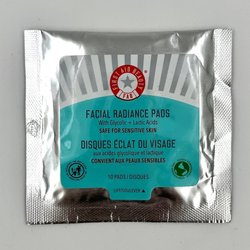 FIRST AID BEAUTY
FAB
FACIAL RADIANCE PADS
With Glycolic + Lactic Acids
SAFE FOR SENSITIVE SKIN
DISQUES ÉCLAT DU VISAGE
aux acides glycolique et lactique
CONVIENT AUX PEAUX SENSIBLES
10 PADS / DISQUES